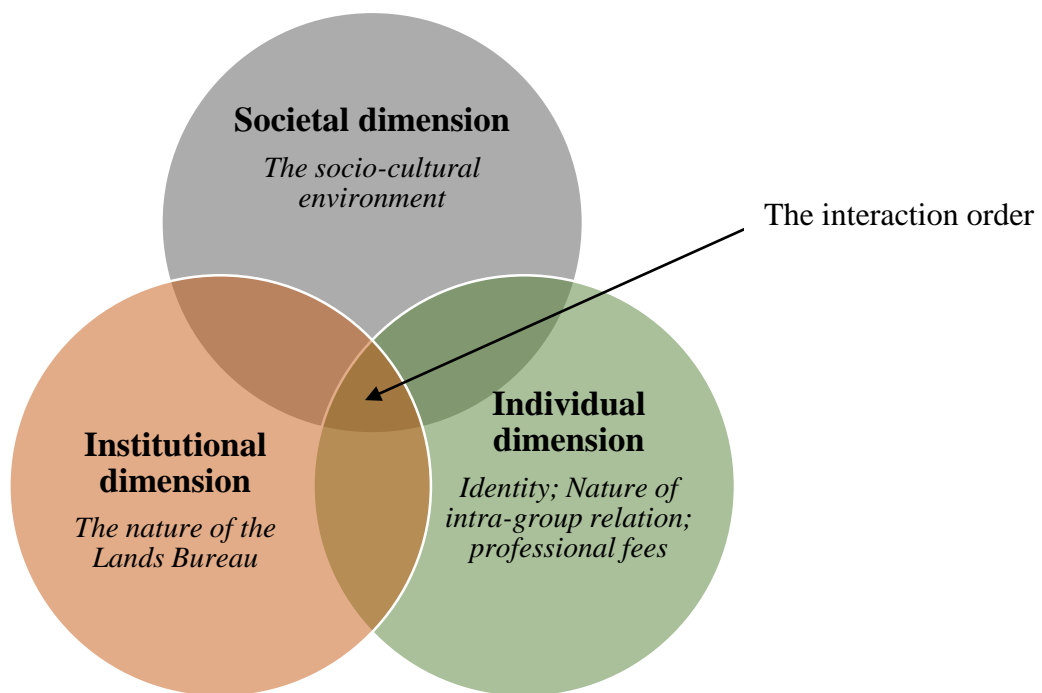 Societal dimension
The socio-cultural
environment
The interaction order
Institutional
dimension
The nature of the
Lands Bureau
Individual
dimension
Identity; Nature of
intra-group relation;
professional fees